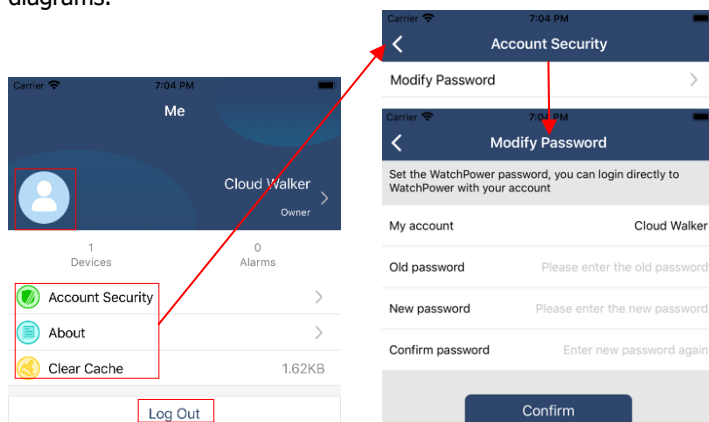 diagrams.
Carrier 7:04 PM
Me
Cloud Walker
Owner
1 0
Devices Alarms
Account Security
About
Clear Cache 1.62KB
Log Out
Carrier 7:04 PM
Account Security
Modify Password
Carrier 7:04 PM
Modify Password
Set the WatchPower password, you can login directly to
WatchPower with your account
My account Cloud Walker
Old password Please enter the old password
New password Please enter the new password
Confirm password Enter new password again
Confirm